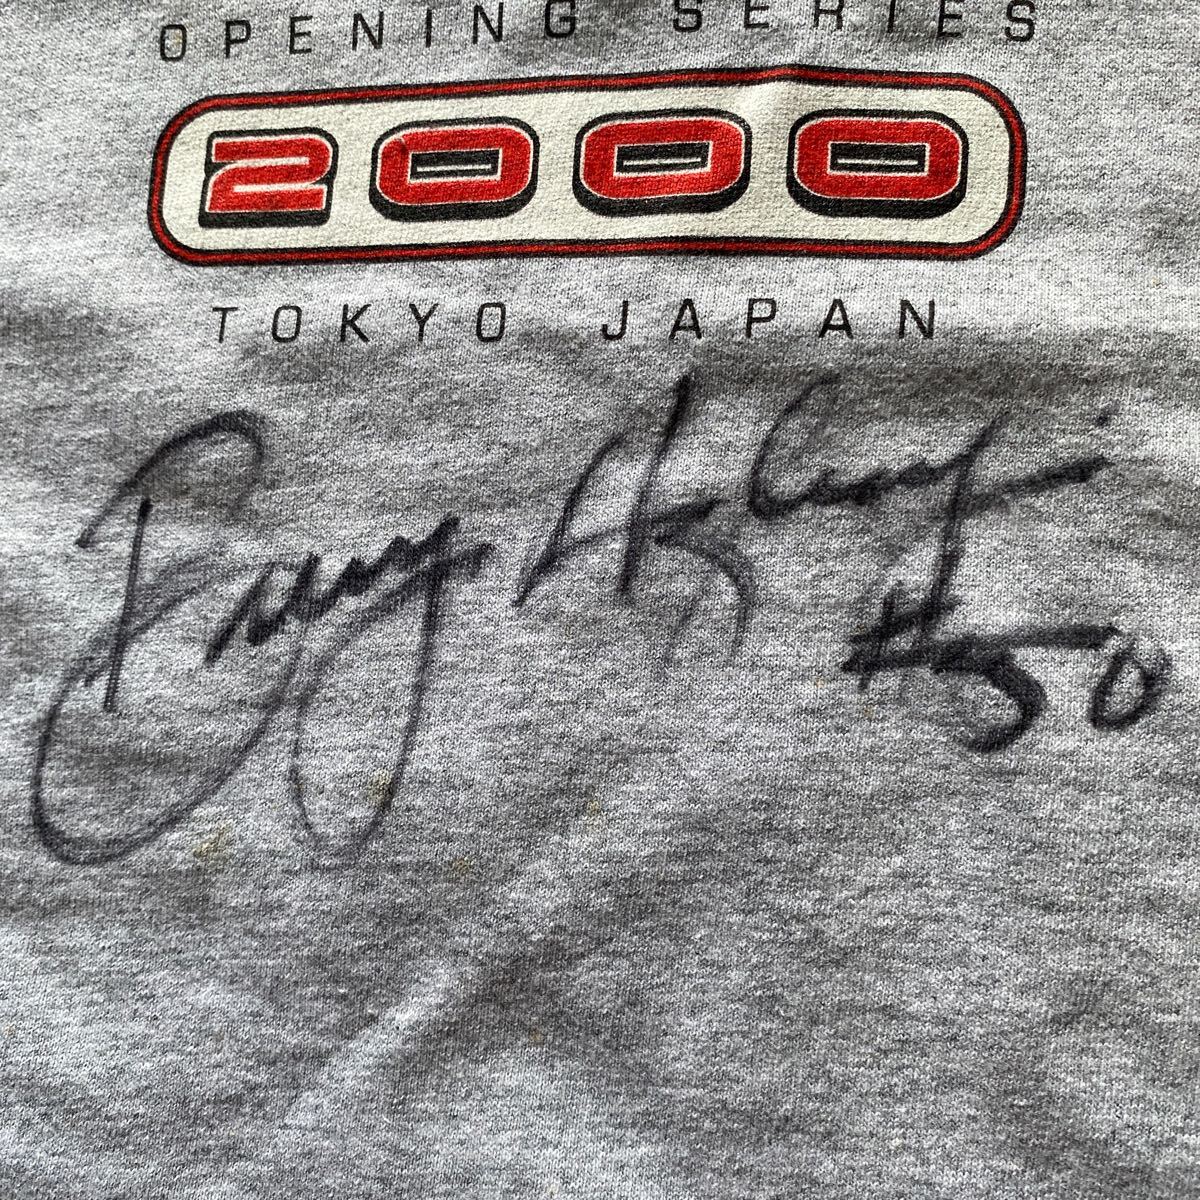 OPENING SERIES
2000
TOKYO JAPAN
#50